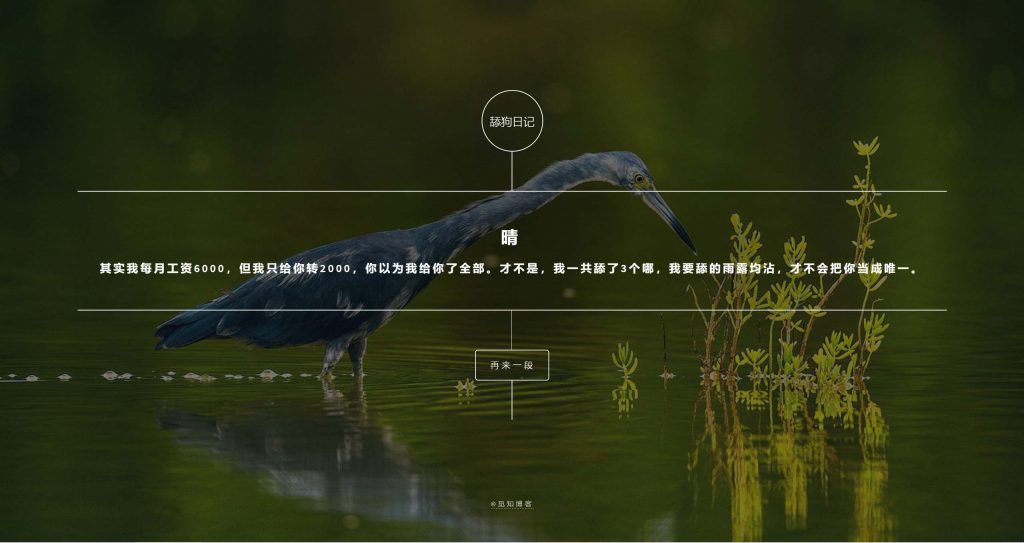 舔狗日记
晴
其实我每月工资6000，但我只给你转2000，你以为我给你了全部。才不是，我一共舔了3个哪，我要舔的雨露均沾，才不会把你当成唯一。
再来一段
©觅知博客